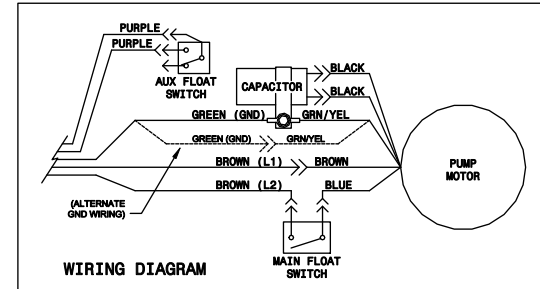 PURPLE
PURPLE
AUX FLOAT
SWITCH
CAPACITOR
BLACK
BLACK
GREEN (GND) GRN/YEL
GREEN (GND) GRN/YEL
BROWN (L1) BROWN
BROWN (L2) BLUE
(ALTERNATE
GND WIRING)
PUMP
MOTOR
MAIN FLOAT
SWITCH
WIRING DIAGRAM